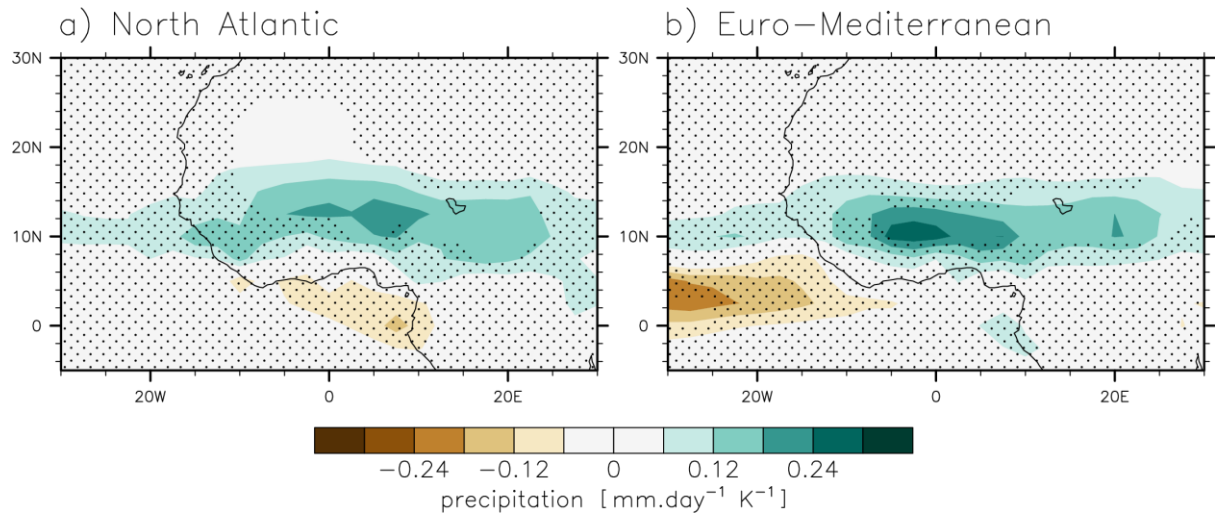 a) North Atlantic
b) Euro−Mediterranean
30N
20N
10N
0
20W
0
20E
30N
20N
10N
0
20W
0
20E
−0.24
−0.12
0
0.12
0.24
precipitation [mm.day⁻¹ K⁻¹]